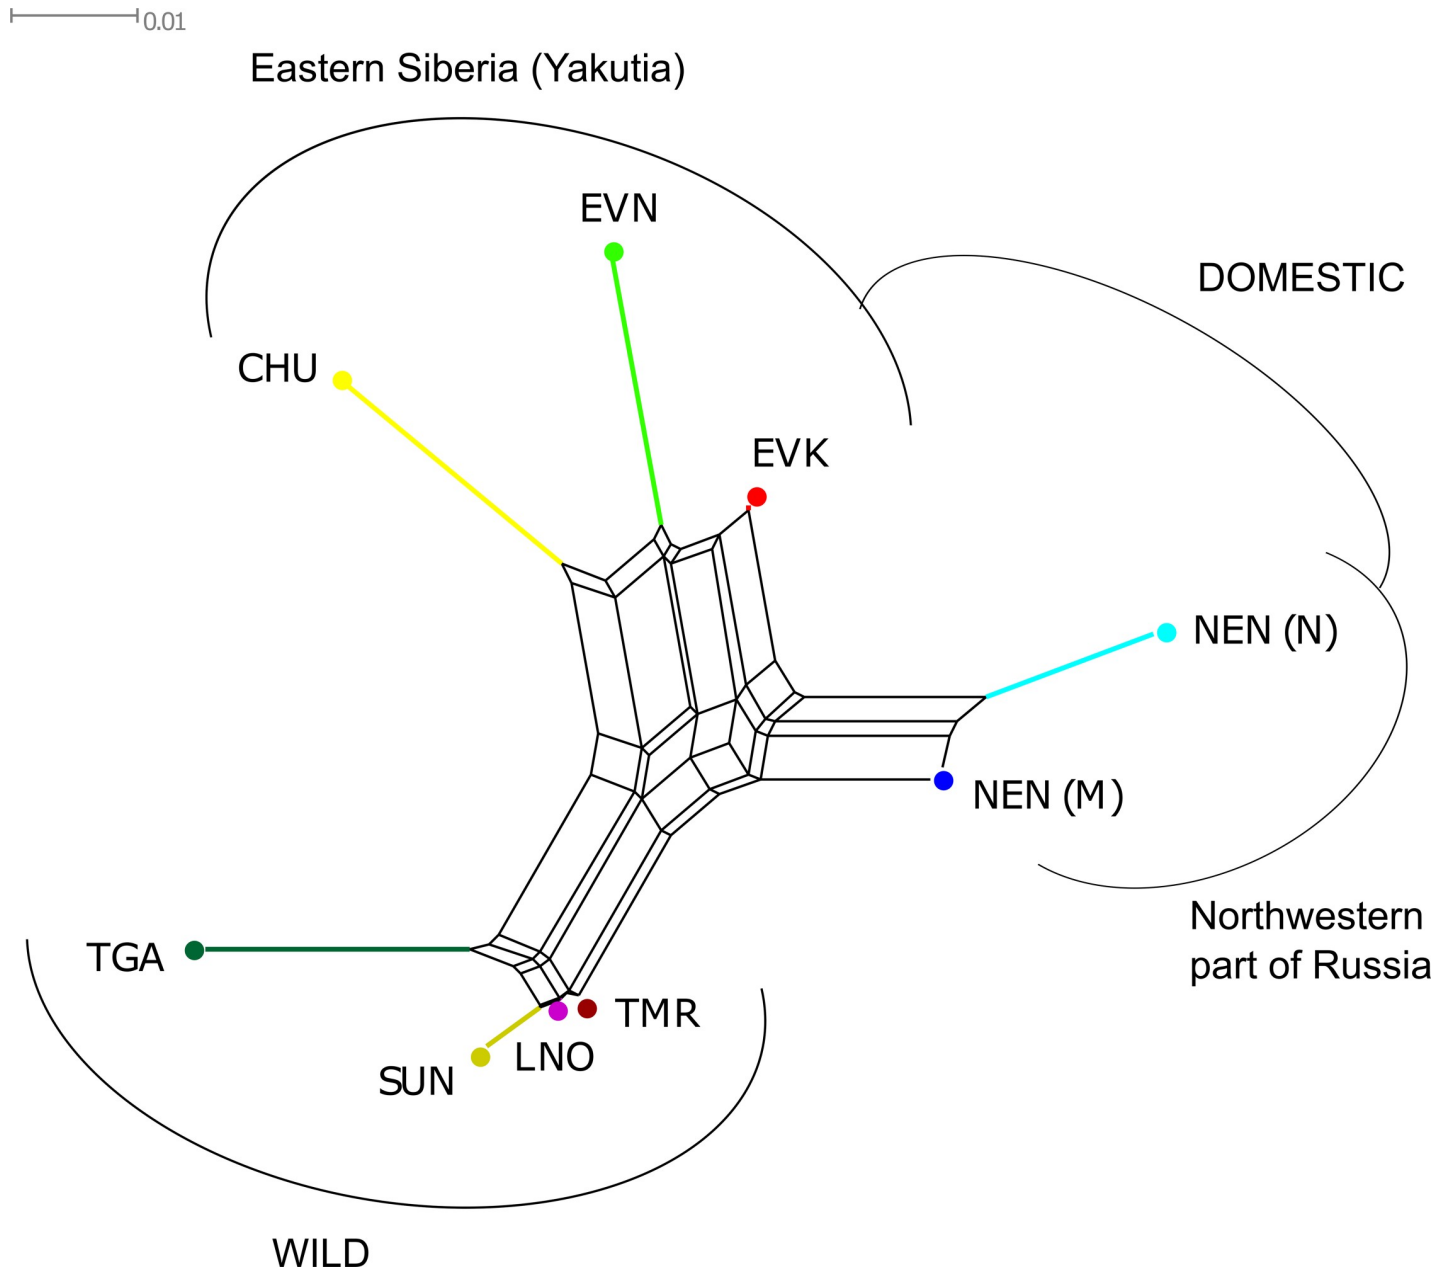 0.01
Eastern Siberia (Yakutia)
EVN
DOMESTIC
CHU
EVK
NEN (N)
NEN (M)
Northwestern
part of Russia
TGA
TMR
LNO
SUN
WILD